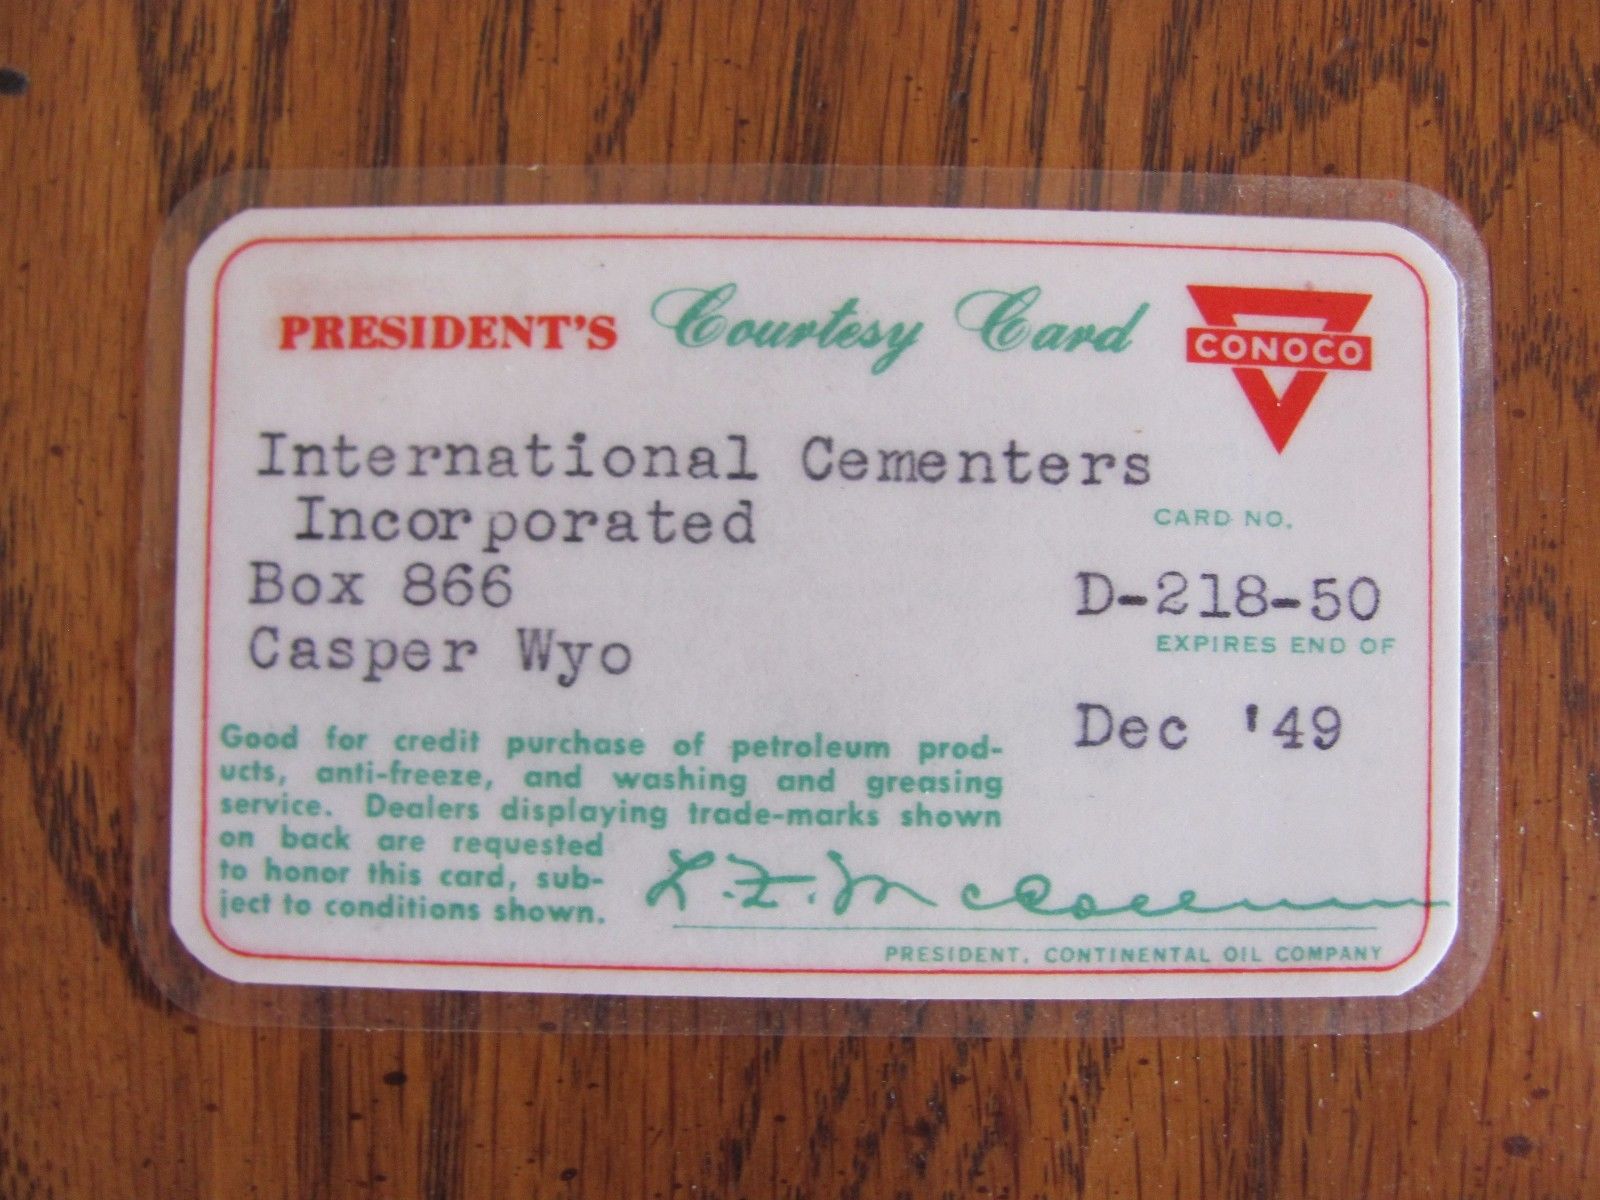 PRESIDENT'S Courtesy Card
CONOCO
International Cementers
Incorporated
Box 866
Casper Wyo
CARD NO.
D-218-50
EXPIRES END OF
Dec '49
Good for credit purchase of petroleum prod-
ucts, anti-freeze, and washing and greasing
service. Dealers displaying trade-marks shown
on back are requested
to honor this card, sub-
ject to conditions shown.
L. F. McCollum
PRESIDENT, CONTINENTAL OIL COMPANY